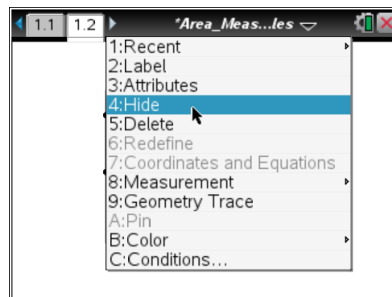 1.1 1.2 *Area_Meas...les
1:Recent
2:Label
3:Attributes
4:Hide
5:Delete
6:Redefine
7:Coordinates and Equations
8:Measurement
9:Geometry Trace
A:Pin
B:Color
C:Conditions...